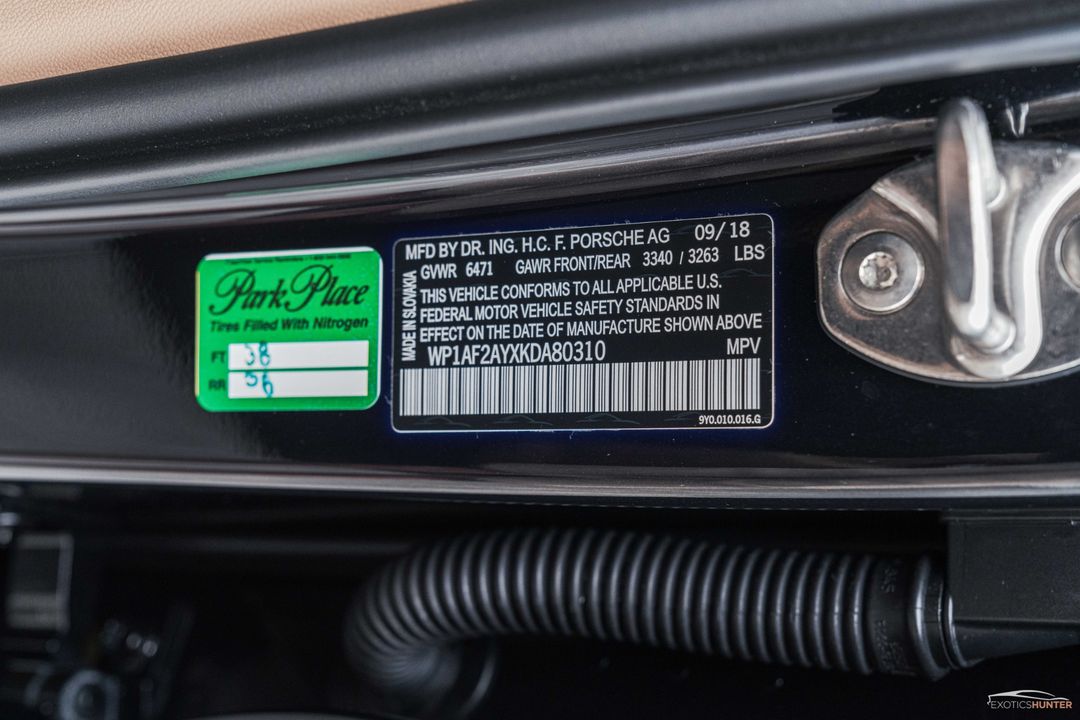 Park Place
Tires Filled With Nitrogen
FT 38
RR 36
MADE IN SLOVAKIA
MFD BY DR. ING. H.C. F. PORSCHE AG 09/18
GVWR 6471 GAWR FRONT/REAR 3340 / 3263 LBS
THIS VEHICLE CONFORMS TO ALL APPLICABLE U.S.
FEDERAL MOTOR VEHICLE SAFETY STANDARDS IN
EFFECT ON THE DATE OF MANUFACTURE SHOWN ABOVE
WP1AF2AYXKDA80310 MPV
9Y0.010.016.G
EXOTICSHUNTER